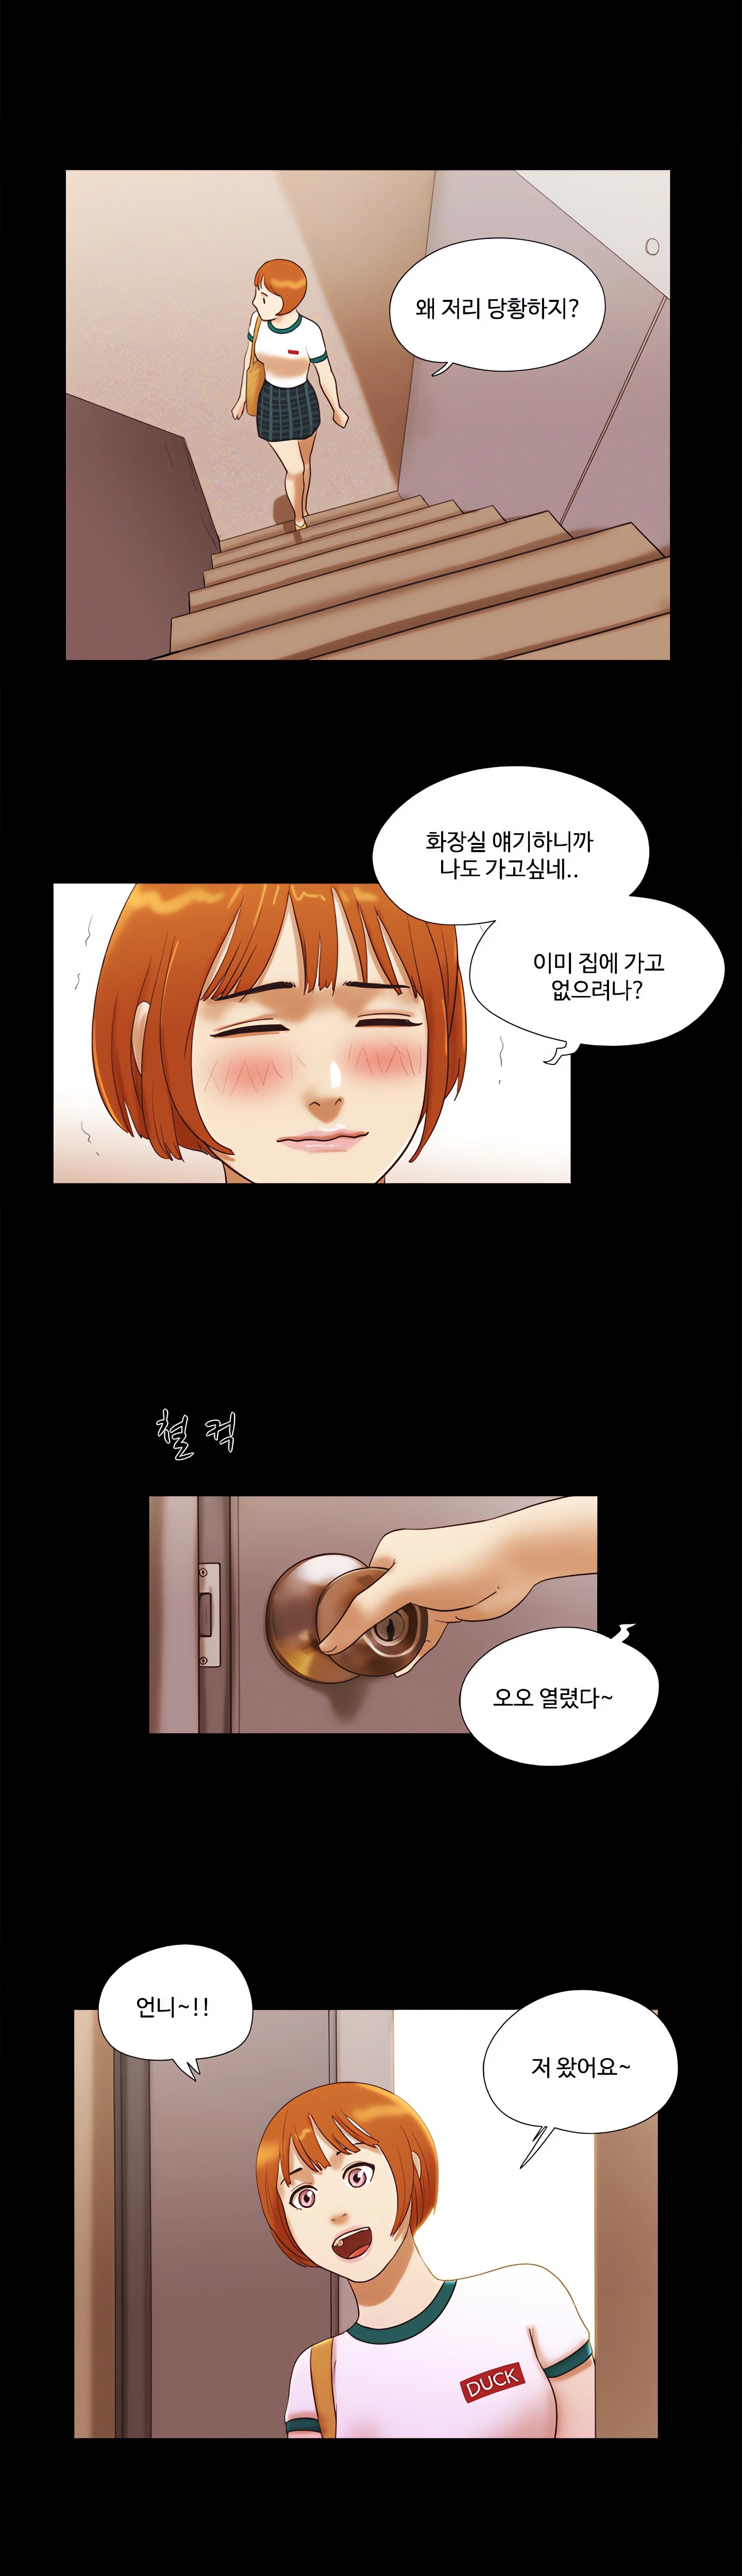 왜 저리 당황하지?
화장실 얘기하니까
나도 가고싶네..
이미 집에 가고
없으려나?
철컥
오오 열렸다~
언니~!!
저 왔어요~
DUCK